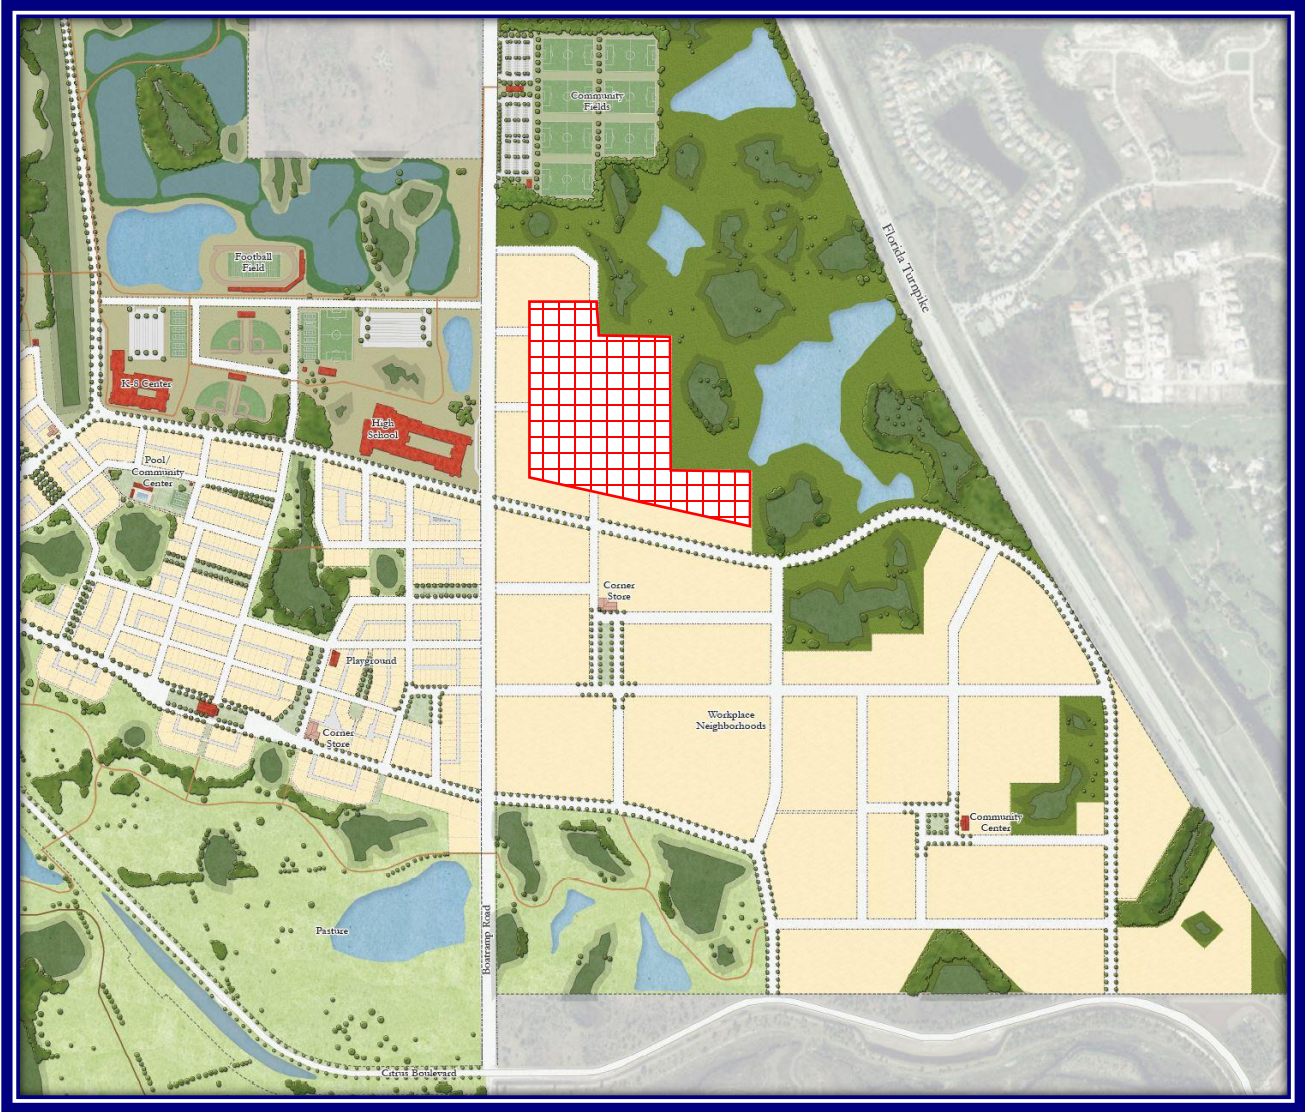 Community
Fields
Florida Turnpike
Football
Field
K-8 Center
High
School
Pool/
Community
Center
Corner
Store
Playground
Workplace
Neighborhoods
Corner
Store
Community
Center
Pasture
Boatramp Road
Citrus Boulevard